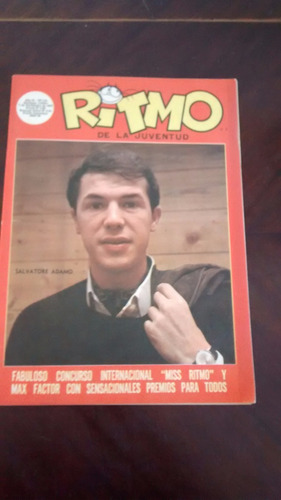 RITMO
DE LA JUVENTUD
SALVATORE ADAMO
FABULOSO CONCURSO INTERNACIONAL "MISS RITMO" Y
MAX FACTOR CON SENSACIONALES PREMIOS PARA TODOS